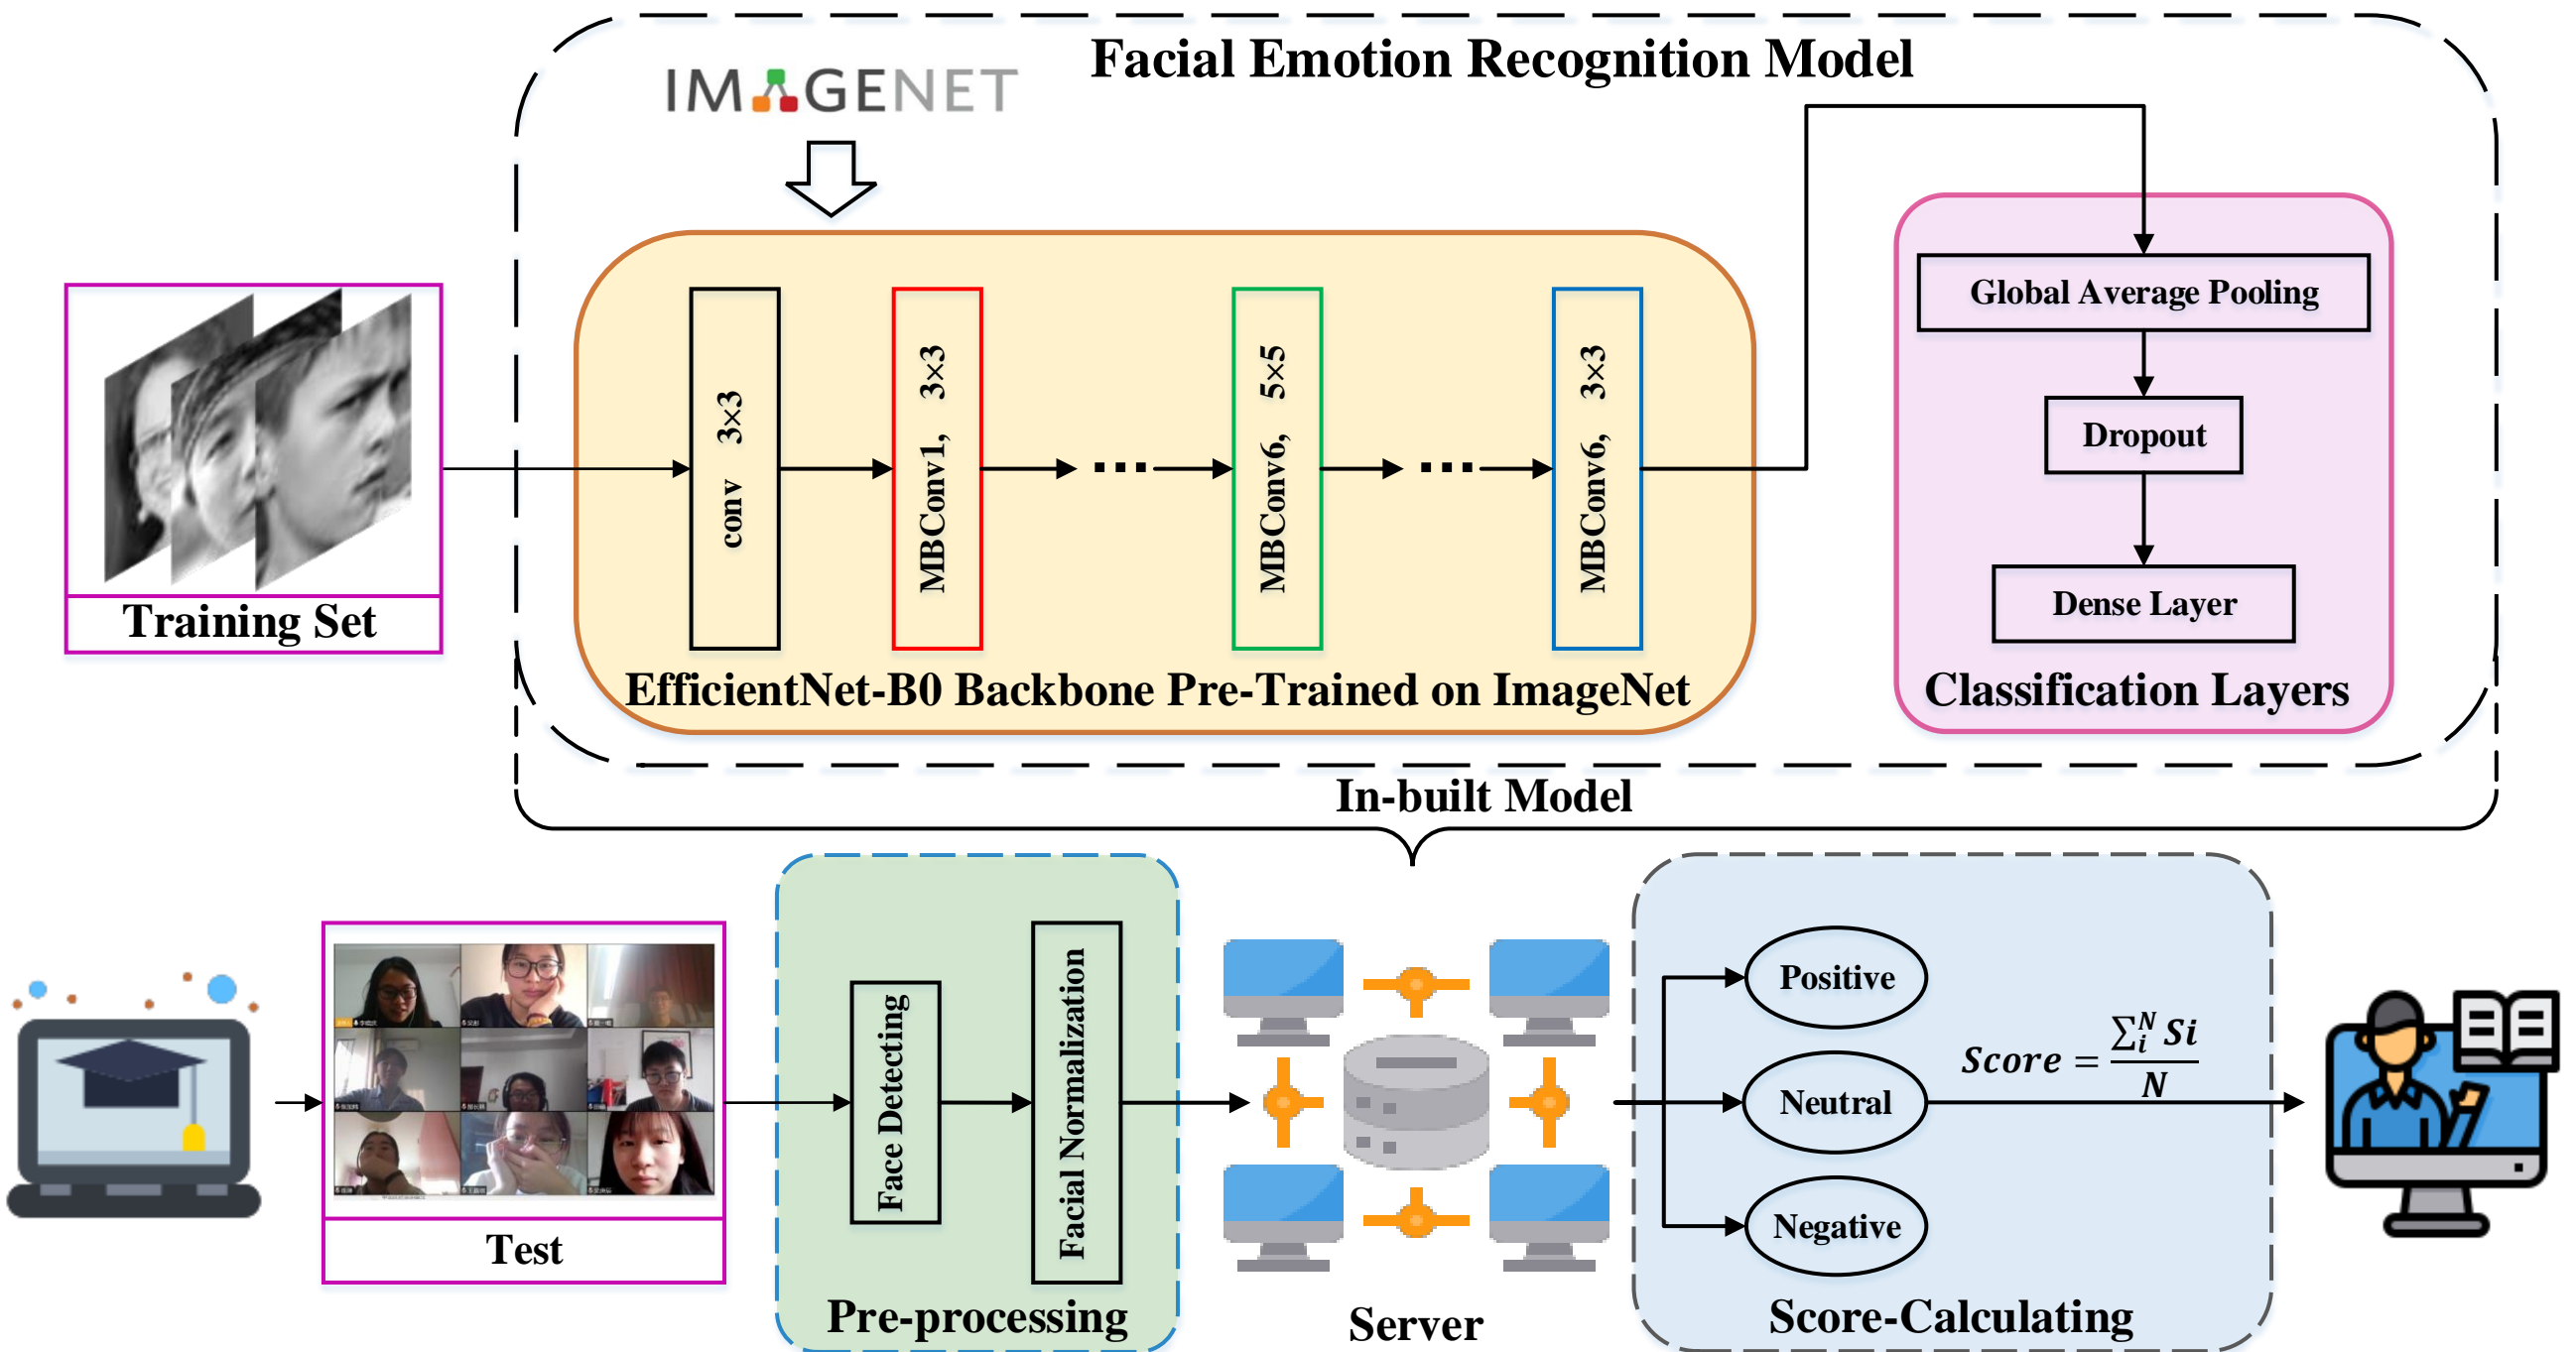 Facial Emotion Recognition Model
IMAGENET
conv 3×3
MBConv1, 3×3
...
MBConv6, 5×5
...
MBConv6, 3×3
EfficientNet-B0 Backbone Pre-Trained on ImageNet
Global Average Pooling
Dropout
Dense Layer
Classification Layers
Training Set
In-built Model
Test
Face Detecting
Facial Normalization
Pre-processing
Server
Positive
Neutral
Negative
Score = ∑ᵢᴺ Si / N
Score-Calculating